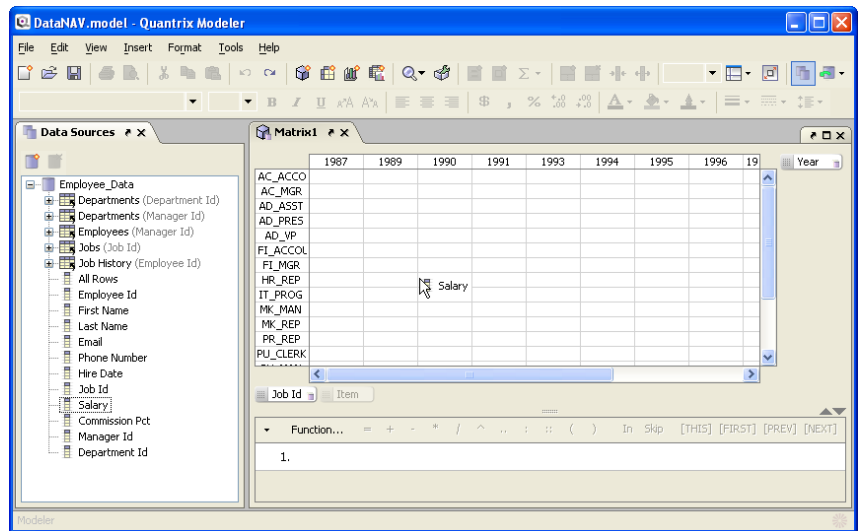 DataNAV.model - Quantrix Modeler
File Edit View Insert Format Tools Help
B I U A^A A^A $ , % .00 .00 A
Data Sources
Matrix1
Employee_Data
Departments (Department Id)
Departments (Manager Id)
Employees (Manager Id)
Jobs (Job Id)
Job History (Employee Id)
All Rows
Employee Id
First Name
Last Name
Email
Phone Number
Hire Date
Job Id
Salary
Commission Pct
Manager Id
Department Id
1987 1989 1990 1991 1993 1994 1995 1996 19
Year
AC_ACCO
AC_MGR
AD_ASST
AD_PRES
AD_VP
FI_ACCOU
FI_MGR
HR_REP
Salary
IT_PROG
MK_MAN
MK_REP
PR_REP
PU_CLERK
Job Id Item
Function... = + - * / ^ .. : :: ( ) In Skip [THIS] [FIRST] [PREV] [NEXT]
1.
Modeler